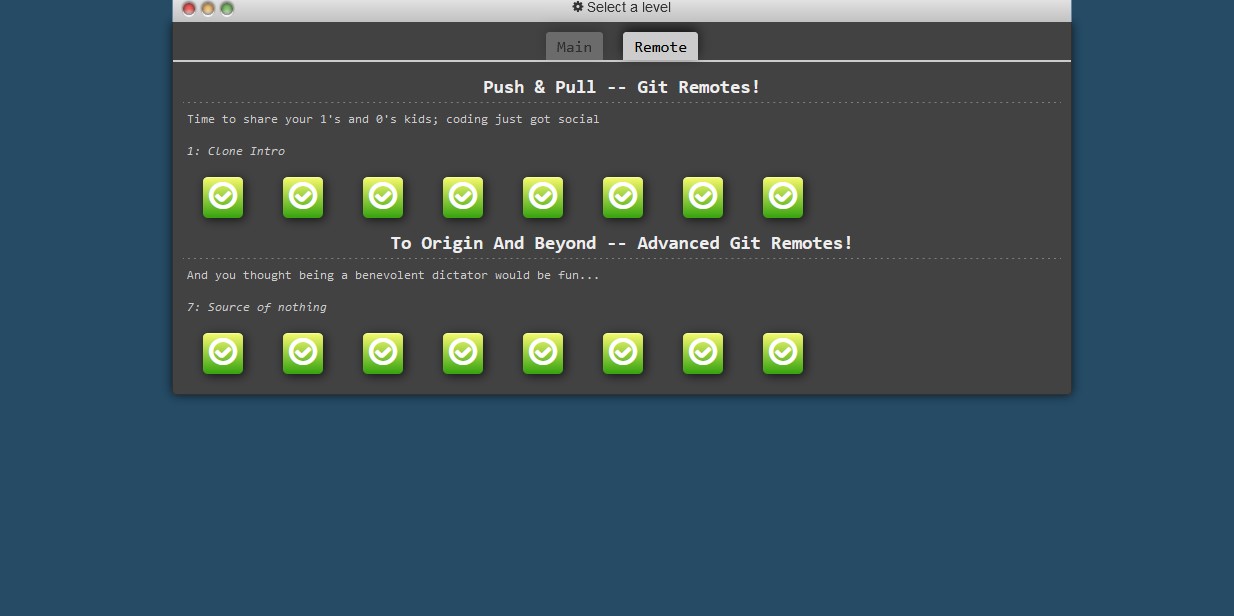 Select a level
Main Remote
Push & Pull -- Git Remotes!
Time to share your 1's and 0's kids; coding just got social
1: Clone Intro
To Origin And Beyond -- Advanced Git Remotes!
And you thought being a benevolent dictator would be fun...
7: Source of nothing